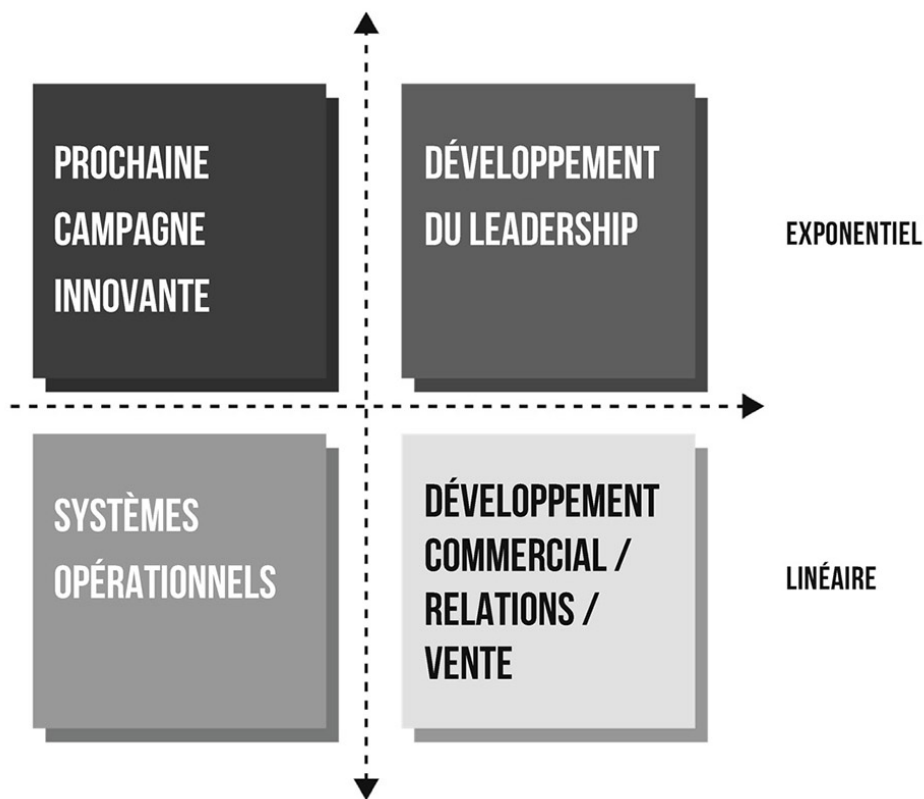 PROCHAINE
CAMPAGNE
INNOVANTE
DÉVELOPPEMENT
DU LEADERSHIP
EXPONENTIEL
SYSTÈMES
OPÉRATIONNELS
DÉVELOPPEMENT
COMMERCIAL /
RELATIONS /
VENTE
LINÉAIRE